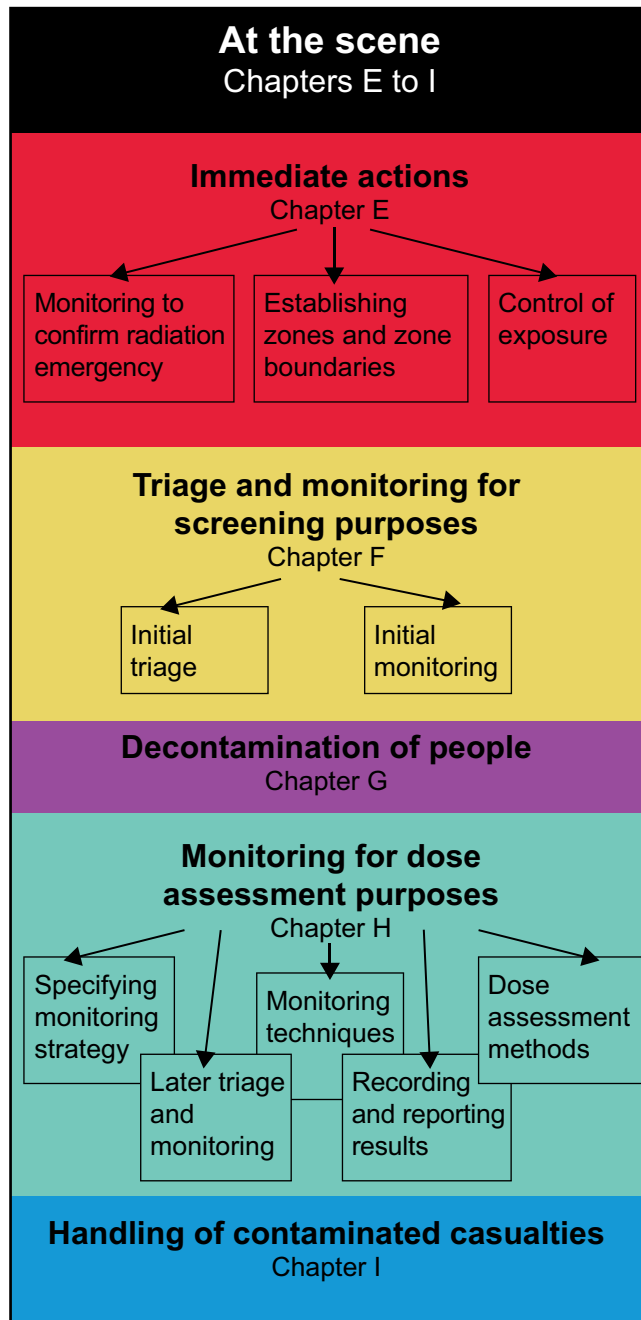 At the scene
Chapters E to I
Immediate actions
Chapter E
Monitoring to
confirm radiation
emergency
Establishing
zones and zone
boundaries
Control of
exposure
Triage and monitoring for
screening purposes
Chapter F
Initial
triage
Initial
monitoring
Decontamination of people
Chapter G
Monitoring for dose
assessment purposes
Chapter H
Specifying
monitoring
strategy
Later triage
and
monitoring
Monitoring
techniques
Recording
and reporting
results
Dose
assessment
methods
Handling of contaminated casualties
Chapter I